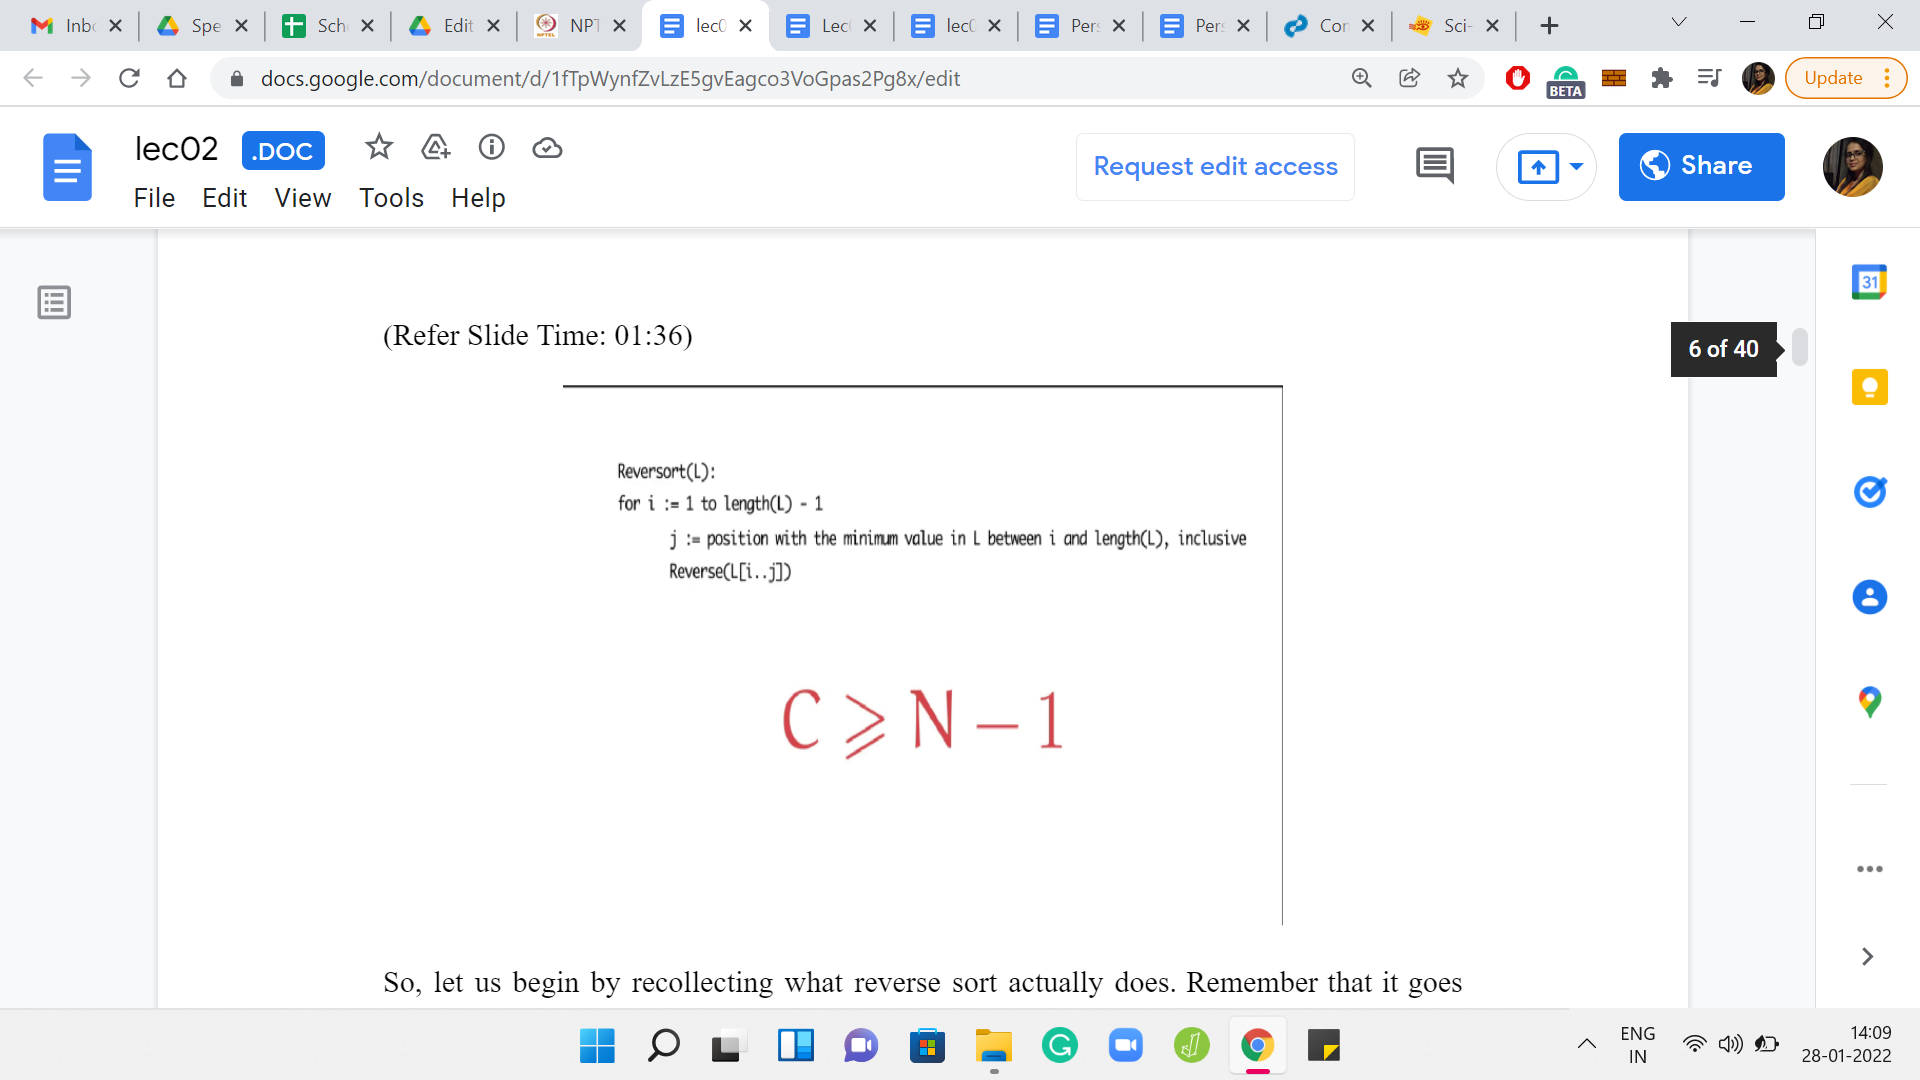 Inbo
Spe
Sch
Edit
NPT
lec0
Lec
lec0
Pers
Pers
Con
Sci-
docs.google.com/document/d/1fTpWynfZvLzE5gvEagco3VoGpas2Pg8x/edit
BETA
Update
lec02
.DOC
File Edit View Tools Help
Request edit access
Share
31
(Refer Slide Time: 01:36)
6 of 40
Reversort(L):
for i := 1 to length(L) - 1
j := position with the minimum value in L between i and length(L), inclusive
Reverse(L[i..j])
C ⩾ N – 1
So, let us begin by recollecting what reverse sort actually does. Remember that it goes
ENG
IN
14:09
28-01-2022